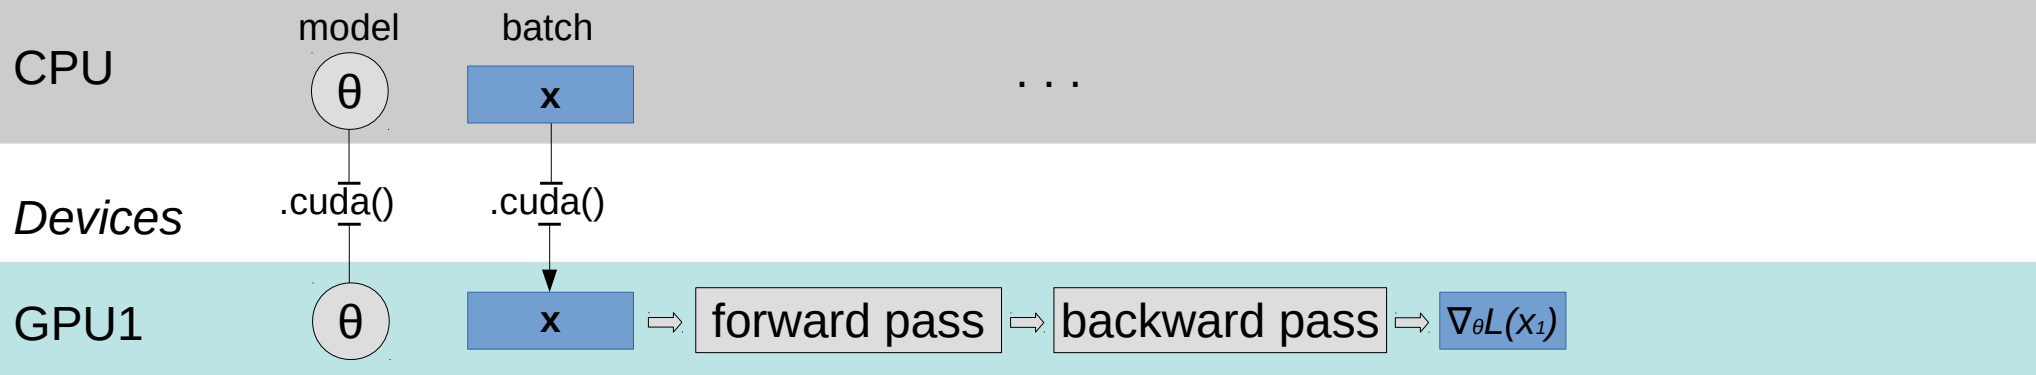 model batch
CPU θ x . . .
Devices .cuda() .cuda()
GPU1 θ x forward pass backward pass ∇θL(x₁)